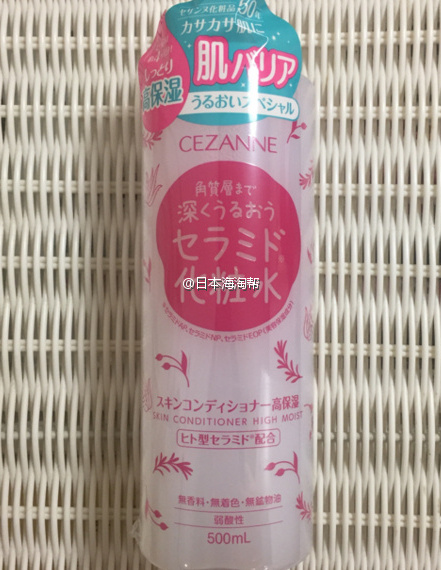 セザンヌ化粧品50年
カサカサ肌に
肌バリア
うるおいスペシャル
しっとり
高保湿
CEZANNE
角質層まで
深くうるおう
セラミド
化粧水
@日本海淘帮
スキンコンディショナー高保湿
SKIN CONDITIONER HIGH MOIST
ヒト型セラミド配合
無香料・無着色・無鉱物油
弱酸性
500mL